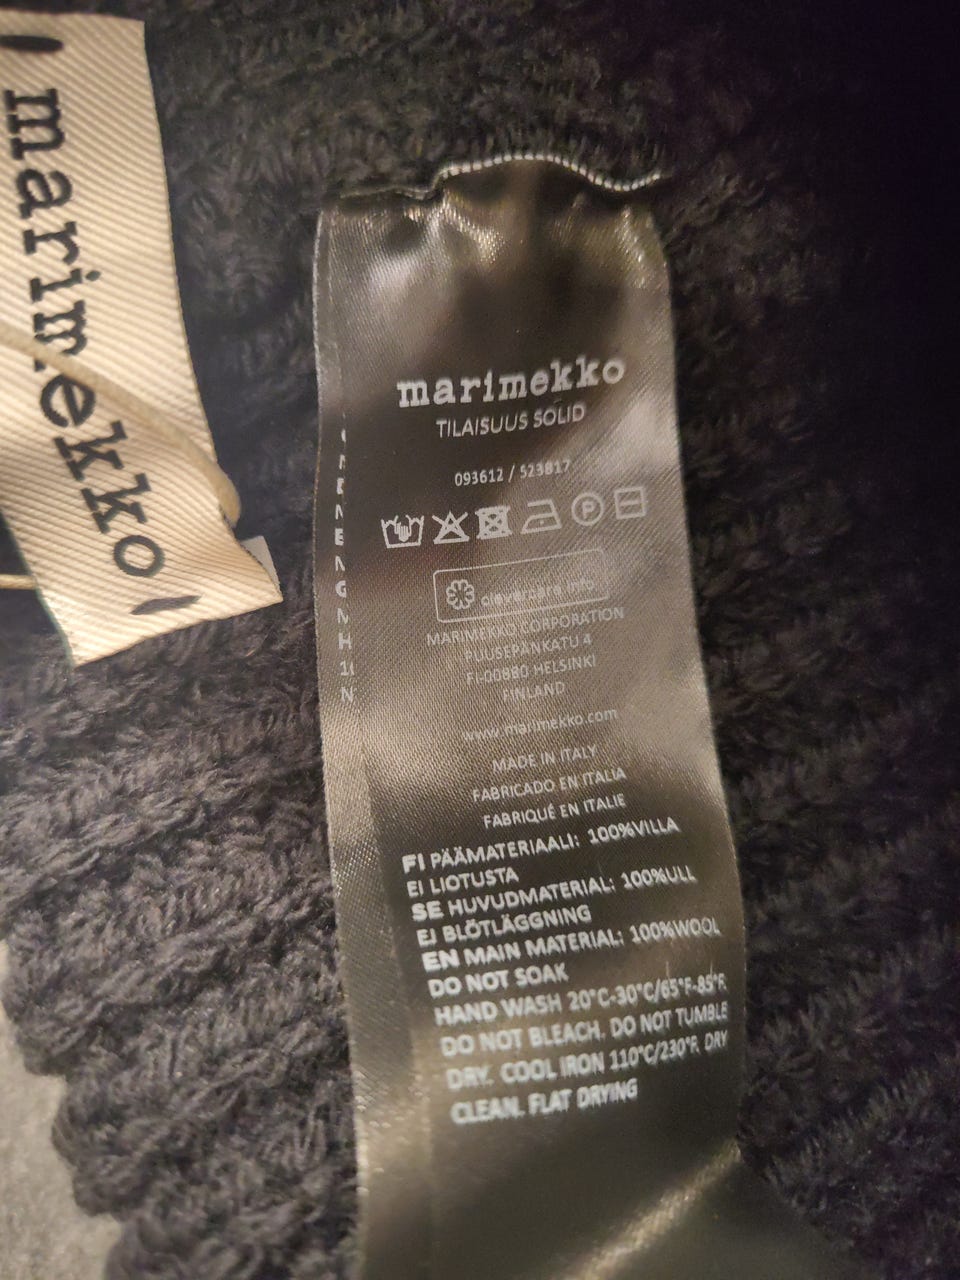 marimekko
marimekko
TILAISUUS SOLID
093612 / 523817
P
clevercare.info
MARIMEKKO CORPORATION
PUUSEPÄNKATU 4
FI-00880 HELSINKI
FINLAND
www.marimekko.com
MADE IN ITALY
FABRICADO EN ITALIA
FABRIQUÉ EN ITALIE
FI PÄÄMATERIAALI: 100%VILLA
EI LIOTUSTA
SE HUVUDMATERIAL: 100%ULL
EJ BLÖTLÄGGNING
EN MAIN MATERIAL: 100%WOOL
DO NOT SOAK
HAND WASH 20°C-30°C/65°F-85°F.
DO NOT BLEACH. DO NOT TUMBLE
DRY. COOL IRON 110°C/230°F. DRY
CLEAN. FLAT DRYING